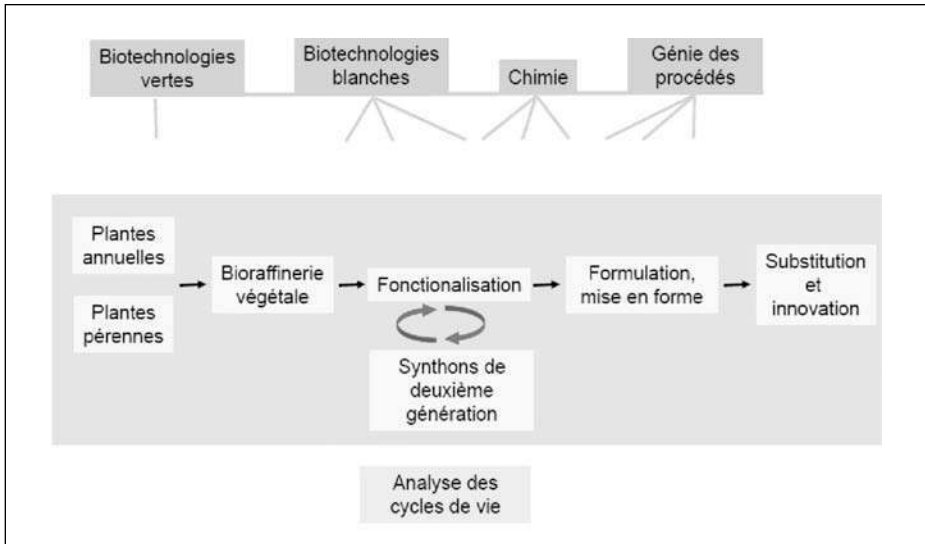 Biotechnologies
vertes
Biotechnologies
blanches
Chimie
Génie des
procédés
Plantes
annuelles
Plantes
pérennes
Bioraffinerie
végétale
Fonctionalisation
Synthons de
deuxième
génération
Formulation,
mise en forme
Substitution
et
innovation
Analyse des
cycles de vie